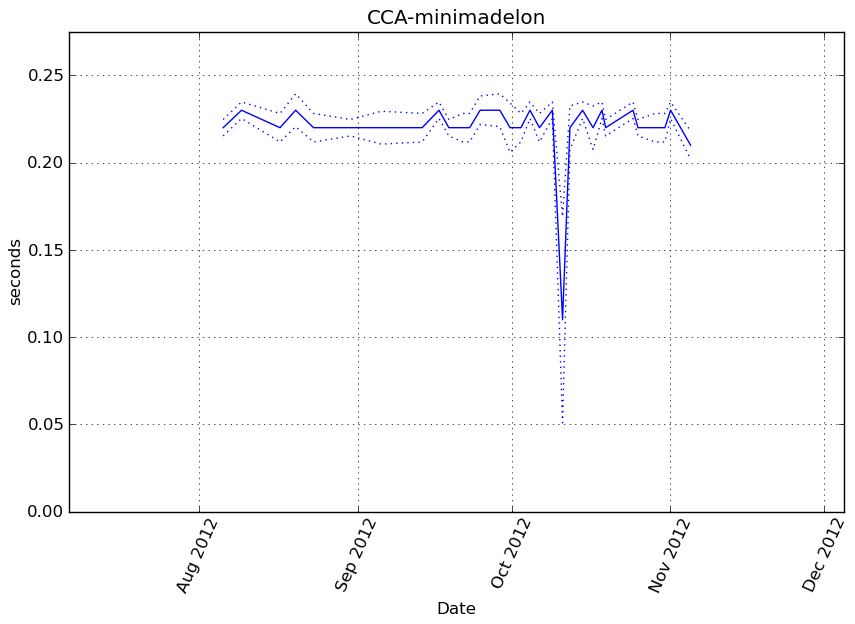 CCA-minimadelon
0.25
0.20
0.15
0.10
0.05
0.00
seconds
Aug 2012
Sep 2012
Oct 2012
Nov 2012
Dec 2012
Date